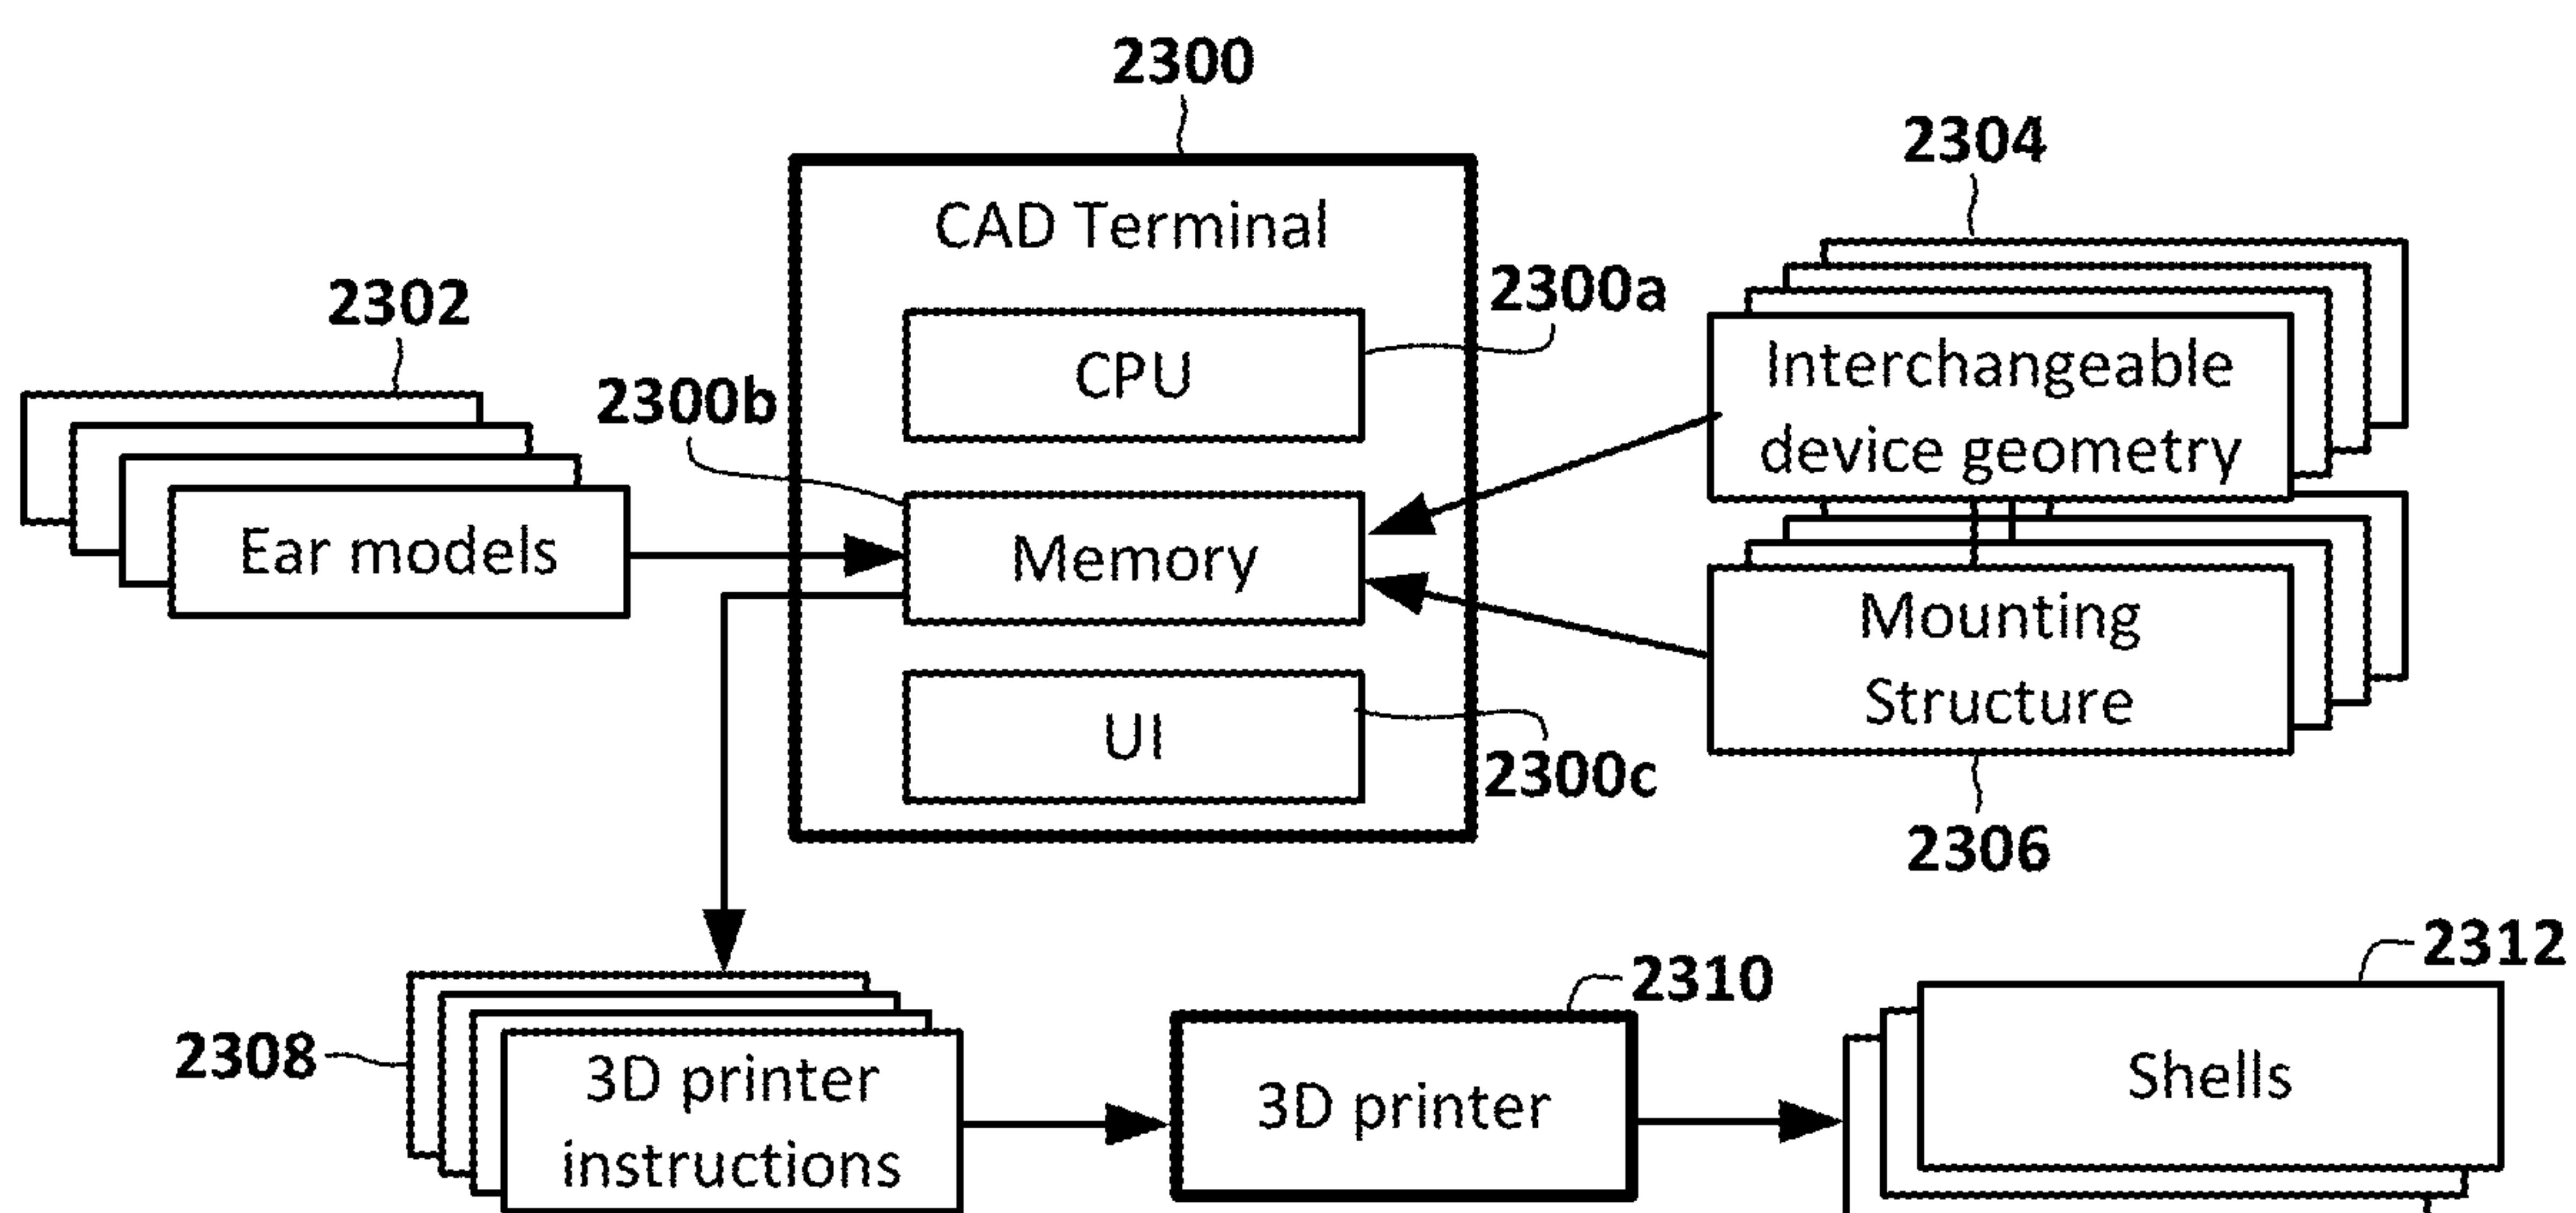 2300
2304
CAD Terminal
2300a
2302
Interchangeable
device geometry
CPU
2300b
Ear models
Memory
Mounting
Structure
UI
2300c
2306
2312
2310
2308
3D printer
instructions
3D printer
Shells